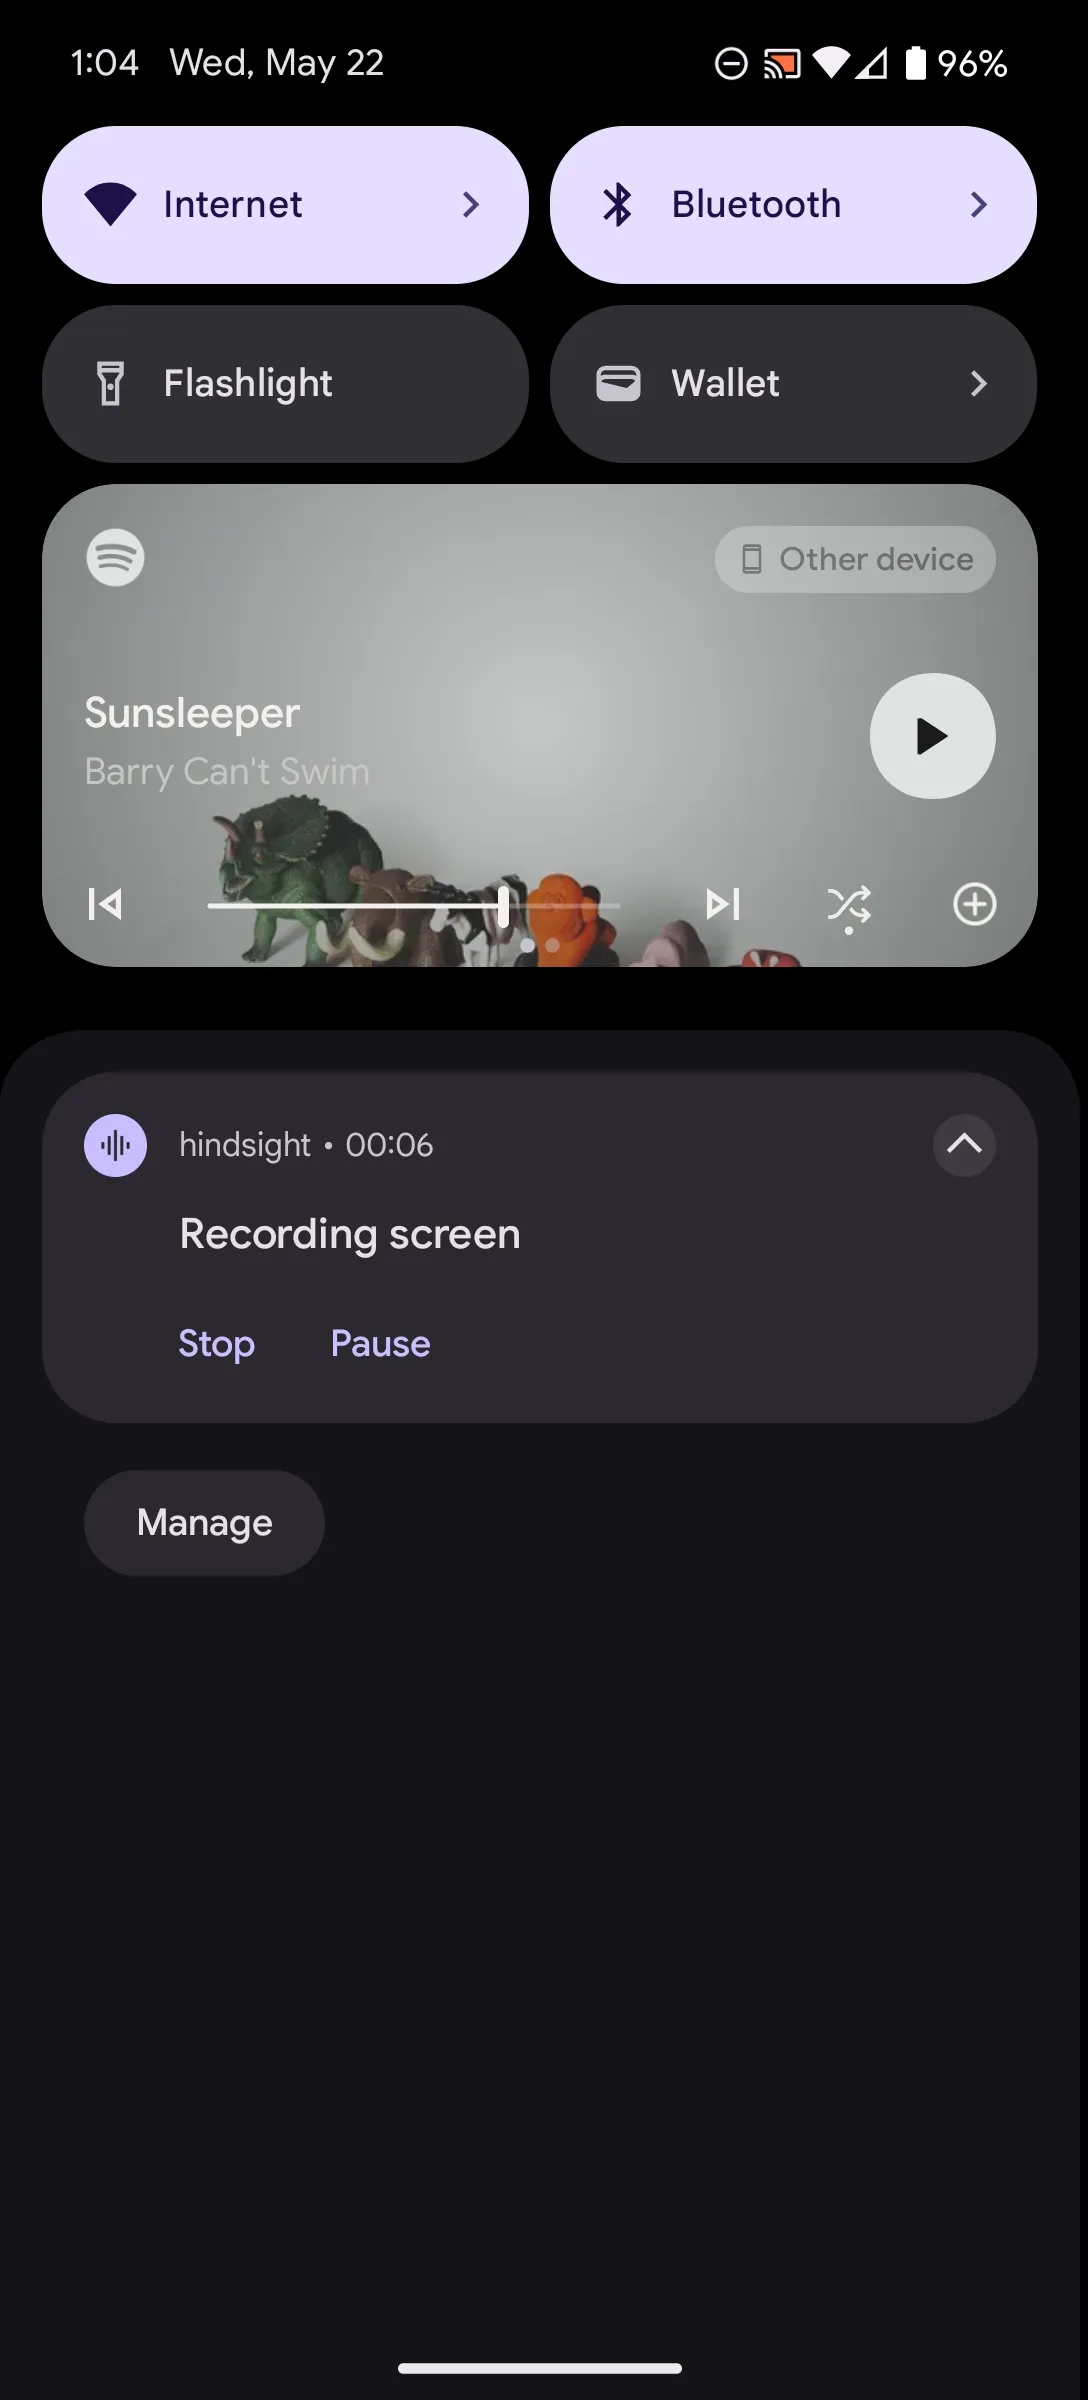 1:04 Wed, May 22 96%
Internet Bluetooth
Flashlight Wallet
Other device
Sunsleeper
Barry Can't Swim
hindsight • 00:06
Recording screen
Stop Pause
Manage